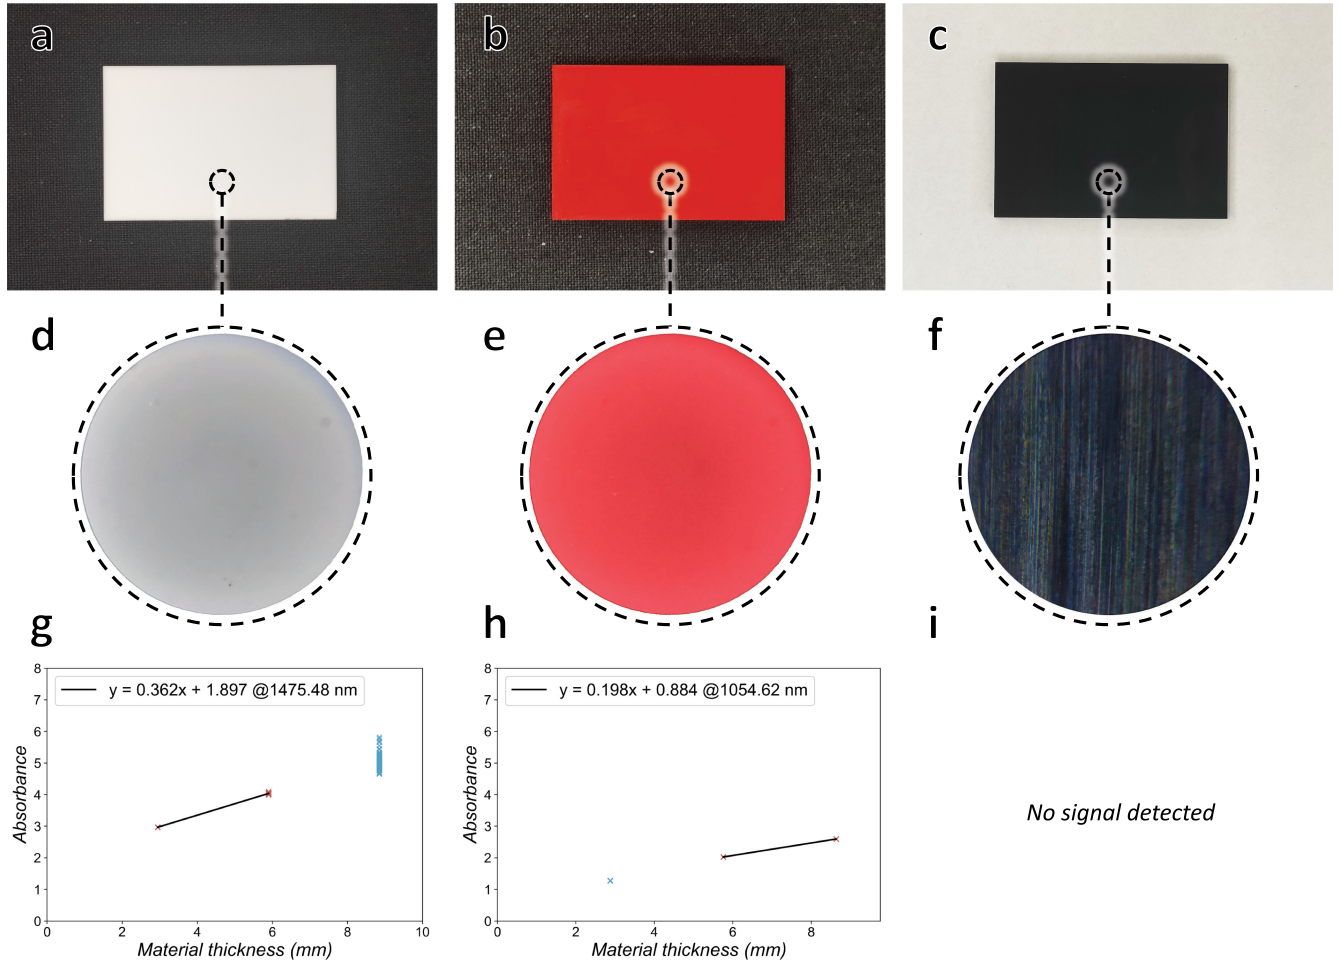 a
b
c
d
e
f
g
h
i
8
7
6
5
4
3
2
1
0
Absorbance
y = 0.362x + 1.897 @1475.48 nm
0
2
4
6
8
10
Material thickness (mm)
8
7
6
5
4
3
2
1
0
Absorbance
y = 0.198x + 0.884 @1054.62 nm
0
2
4
6
8
Material thickness (mm)
No signal detected